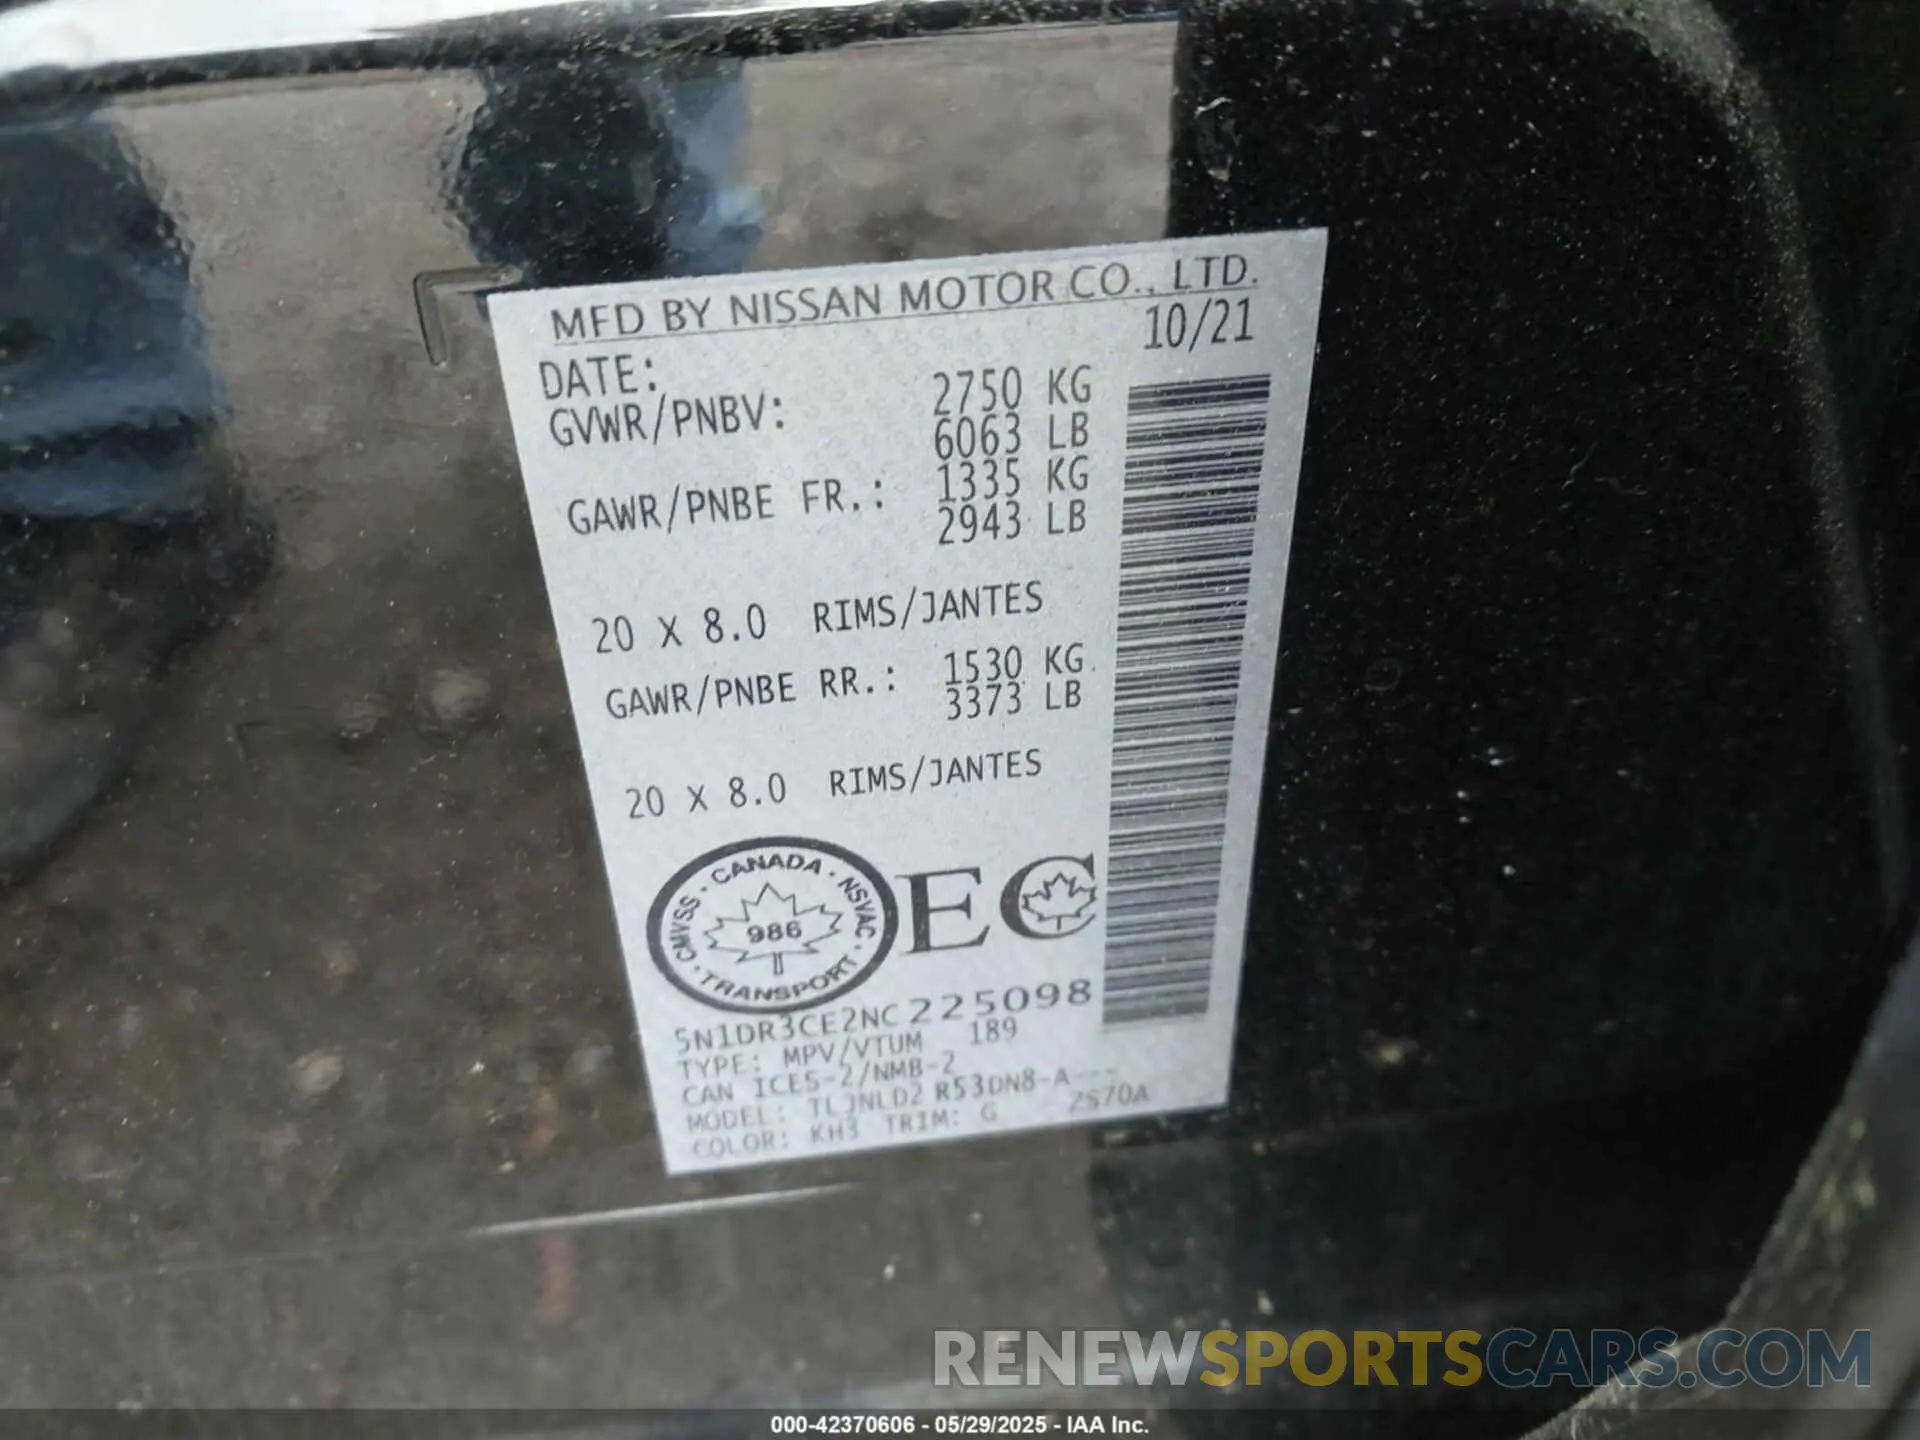 MFD BY NISSAN MOTOR CO., LTD.
DATE: 10/21
GVWR/PNBV: 2750 KG
6063 LB
GAWR/PNBE FR.: 1335 KG
2943 LB
20 X 8.0 RIMS/JANTES
GAWR/PNBE RR.: 1530 KG
3373 LB
20 X 8.0 RIMS/JANTES
CANADA · NSVAC · TRANSPORT · CMVSS ·
986
EC
5N1DR3CE2NC225098
TYPE: MPV/VTUM 189
CAN ICES-2/NMB-2
MODEL: TLJNLD2 R53DN8-A---
COLOR: KH3 TRIM: G 2S70A
RENEWSPORTSCARS.COM
000-42370606 - 05/29/2025 - IAA Inc.